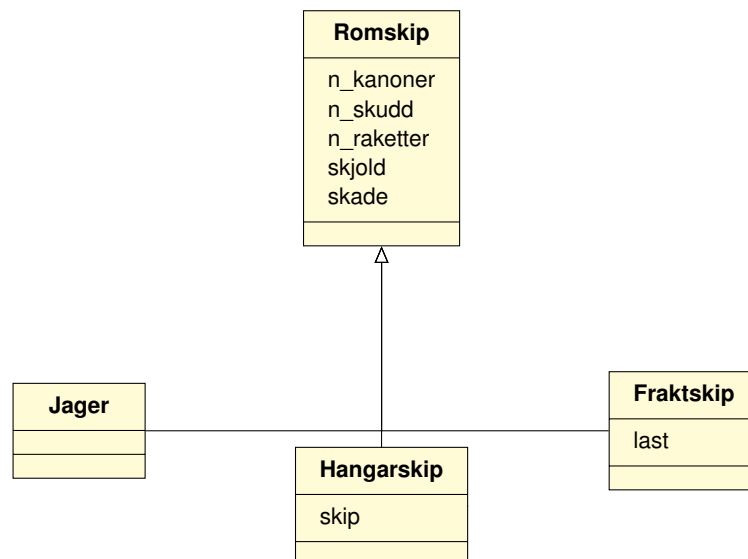 Romskip
n_kanoner
n_skudd
n_raketter
skjold
skade
Jager
Hangarskip
skip
Fraktskip
last